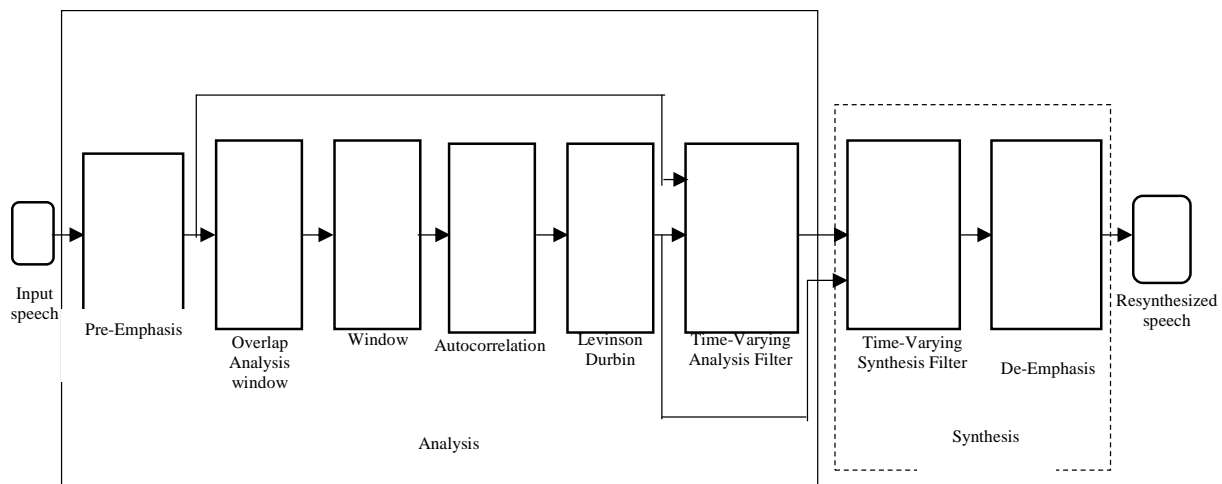 Input
speech
Pre-Emphasis
Overlap
Analysis
window
Window
Autocorrelation
Levinson
Durbin
Time-Varying
Analysis Filter
Time-Varying
Synthesis Filter
De-Emphasis
Resynthesized
speech
Analysis
Synthesis